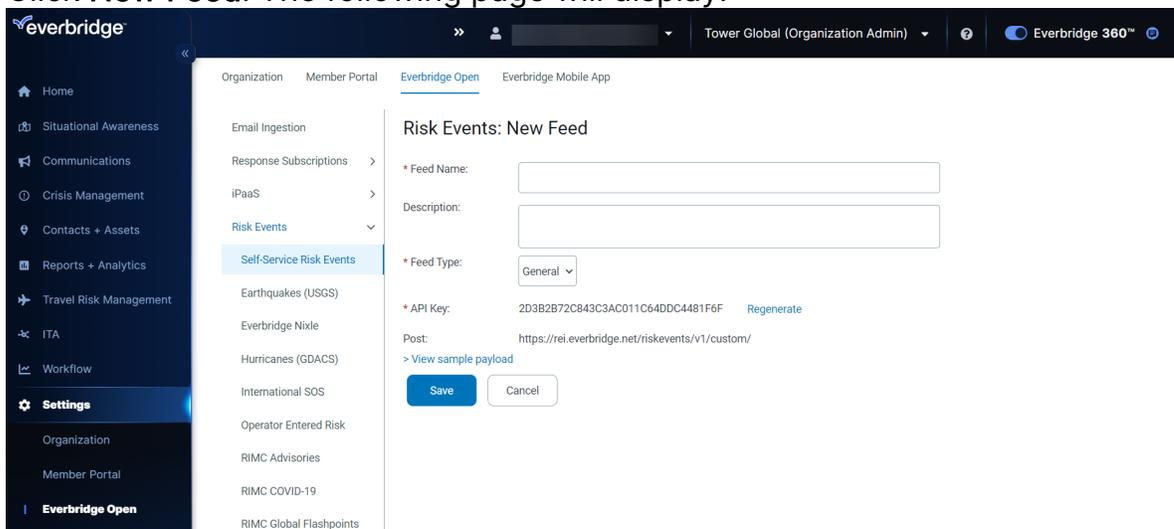 Click New Feed. The following page will display:
everbridge™
«
»
Tower Global (Organization Admin)
Everbridge 360™
Organization Member Portal Everbridge Open Everbridge Mobile App
Home
Situational Awareness
Communications
Crisis Management
Contacts + Assets
Reports + Analytics
Travel Risk Management
ITA
Workflow
Settings
Organization
Member Portal
Everbridge Open
Email Ingestion
Response Subscriptions >
iPaaS >
Risk Events
Self-Service Risk Events
Earthquakes (USGS)
Everbridge Nixle
Hurricanes (GDACS)
International SOS
Operator Entered Risk
RIMC Advisories
RIMC COVID-19
RIMC Global Flashpoints
Risk Events: New Feed
* Feed Name:
Description:
* Feed Type: General
* API Key: 2D3B2B72C843C3AC011C64DDC4481F6F Regenerate
Post: https://rei.everbridge.net/riskevents/v1/custom/
> View sample payload
Save Cancel